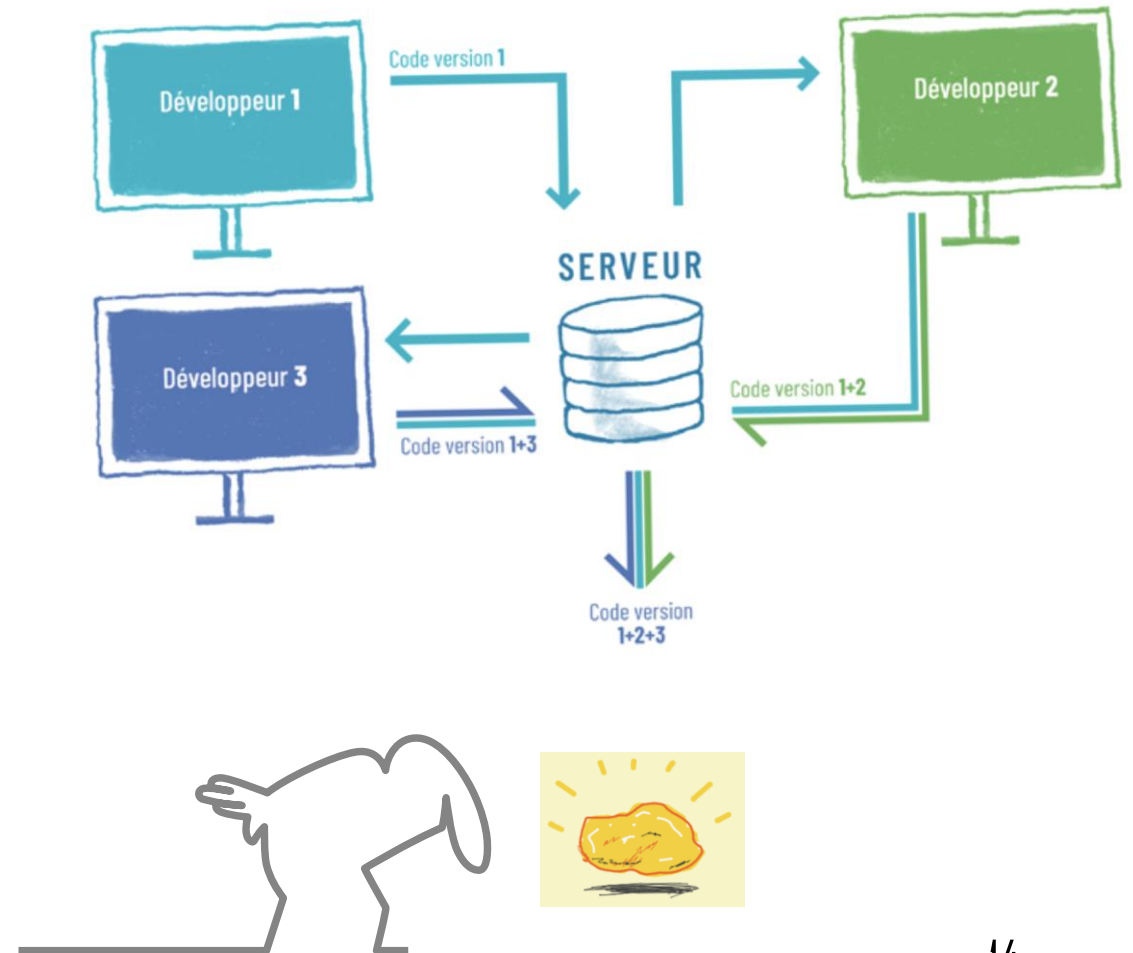 Code version 1
Développeur 1
Développeur 2
SERVEUR
Développeur 3
Code version 1+2
Code version 1+3
Code version
1+2+3